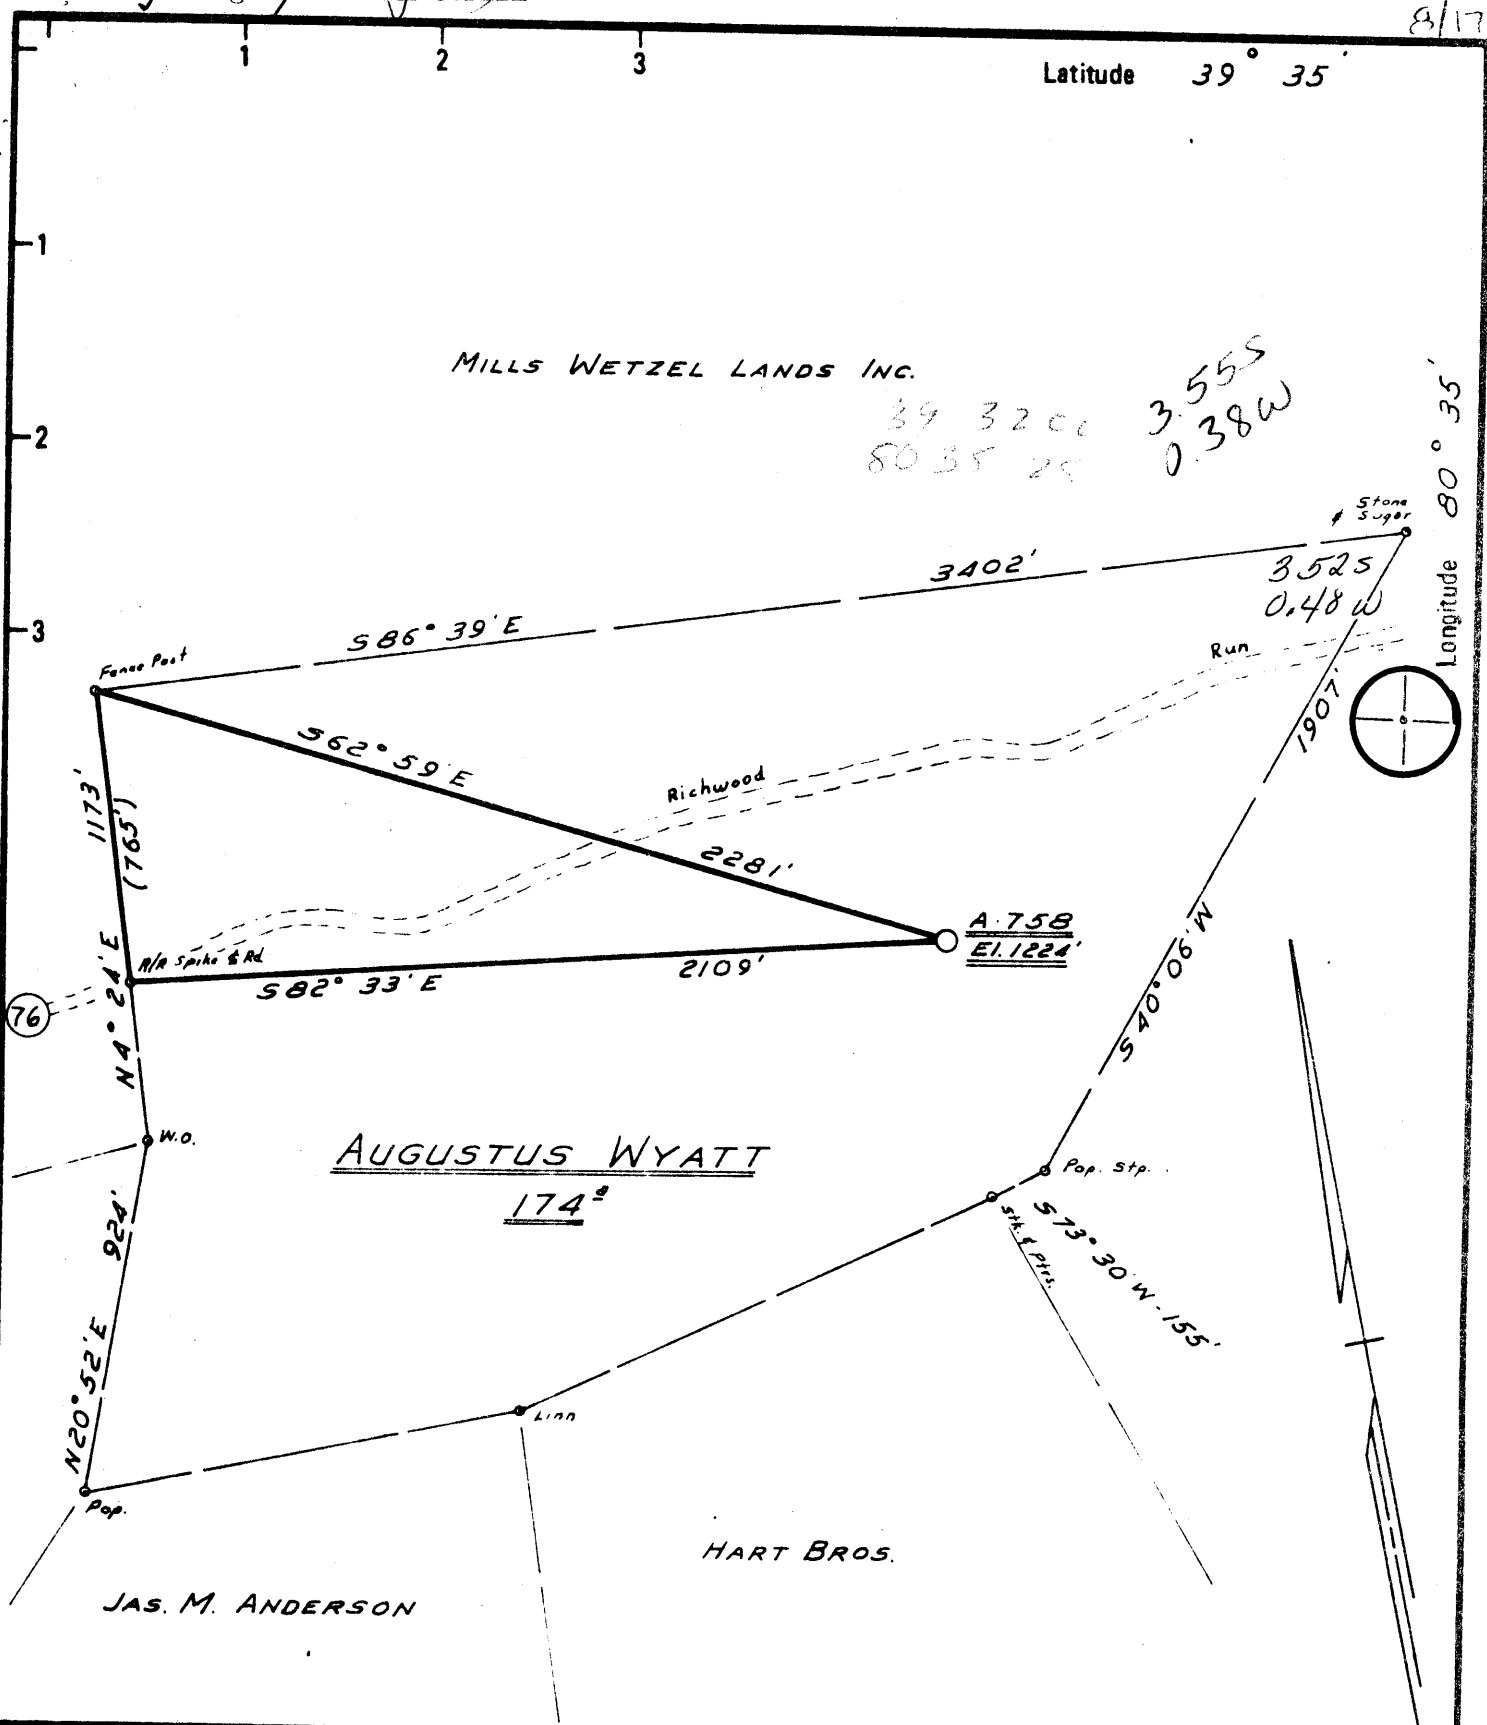 8/17
1
2
3
Latitude 39° 35'
1
2
3
MILLS WETZEL LANDS INC.
3.55S
0.38W
Longitude 80° 35'
Stone
& Sugar
3402'
3.52S
0.48W
S86° 39' E
Fence Post
Run
1907'
S62° 59' E
1173'
(765')
Richwood
2281'
A-758
El. 1224'
R/R Spike & Rd
S82° 33' E
2109'
76
N4° 24' E
S40° 06' W
W.O.
AUGUSTUS WYATT
174ª
Pop. Stp.
Stk. & Ptrs.
S73° 30' W - 155'
924'
N20° 52' E
Linn
Pop.
HART BROS.
JAS. M. ANDERSON